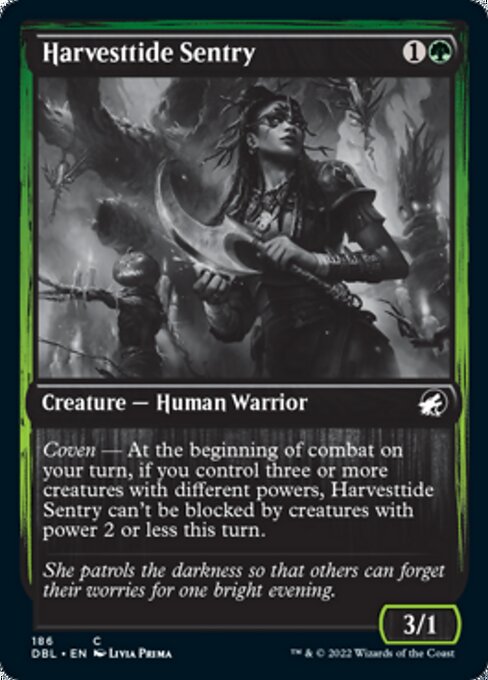 Harvesttide Sentry 1
Creature — Human Warrior
Coven — At the beginning of combat on
your turn, if you control three or more
creatures with different powers, Harvesttide
Sentry can't be blocked by creatures with
power 2 or less this turn.
She patrols the darkness so that others can forget
their worries for one bright evening.
3/1
186 C
DBL • EN Livia Prima
™ & © 2022 Wizards of the Coast